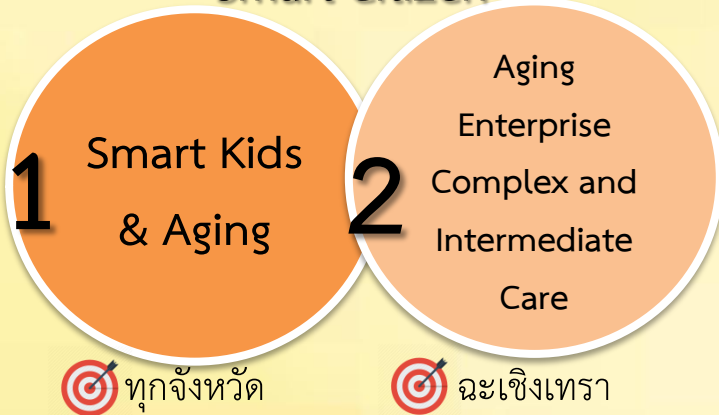 1
Smart Kids
& Aging
2
Aging
Enterprise
Complex and
Intermediate
Care
ทุกจังหวัด
ฉะเชิงเทรา